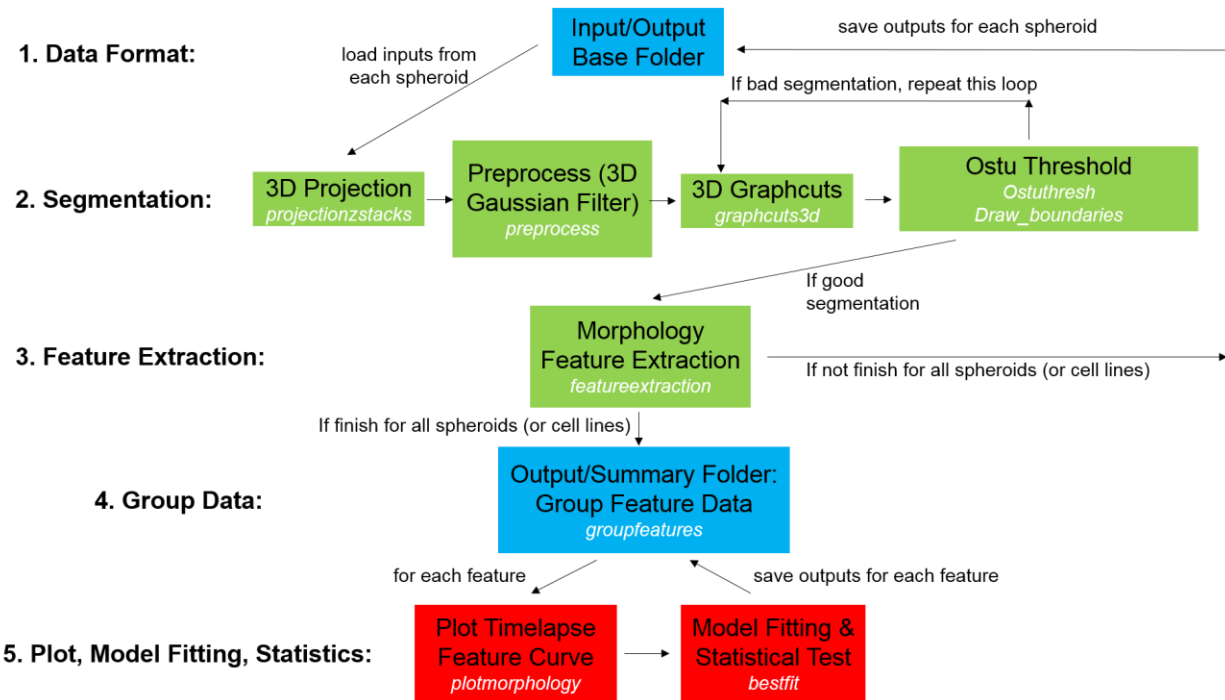 1. Data Format:
Input/Output
Base Folder
save outputs for each spheroid
load inputs from
each spheroid
If bad segmentation, repeat this loop
2. Segmentation:
3D Projection
projectionzstacks
Preprocess (3D
Gaussian Filter)
preprocess
3D Graphcuts
graphcuts3d
Ostu Threshold
Ostuthresh
Draw_boundaries
If good
segmentation
3. Feature Extraction:
Morphology
Feature Extraction
featureextraction
If not finish for all spheroids (or cell lines)
If finish for all spheroids (or cell lines)
4. Group Data:
Output/Summary Folder:
Group Feature Data
groupfeatures
for each feature
save outputs for each feature
5. Plot, Model Fitting, Statistics:
Plot Timelapse
Feature Curve
plotmorphology
Model Fitting &
Statistical Test
bestfit